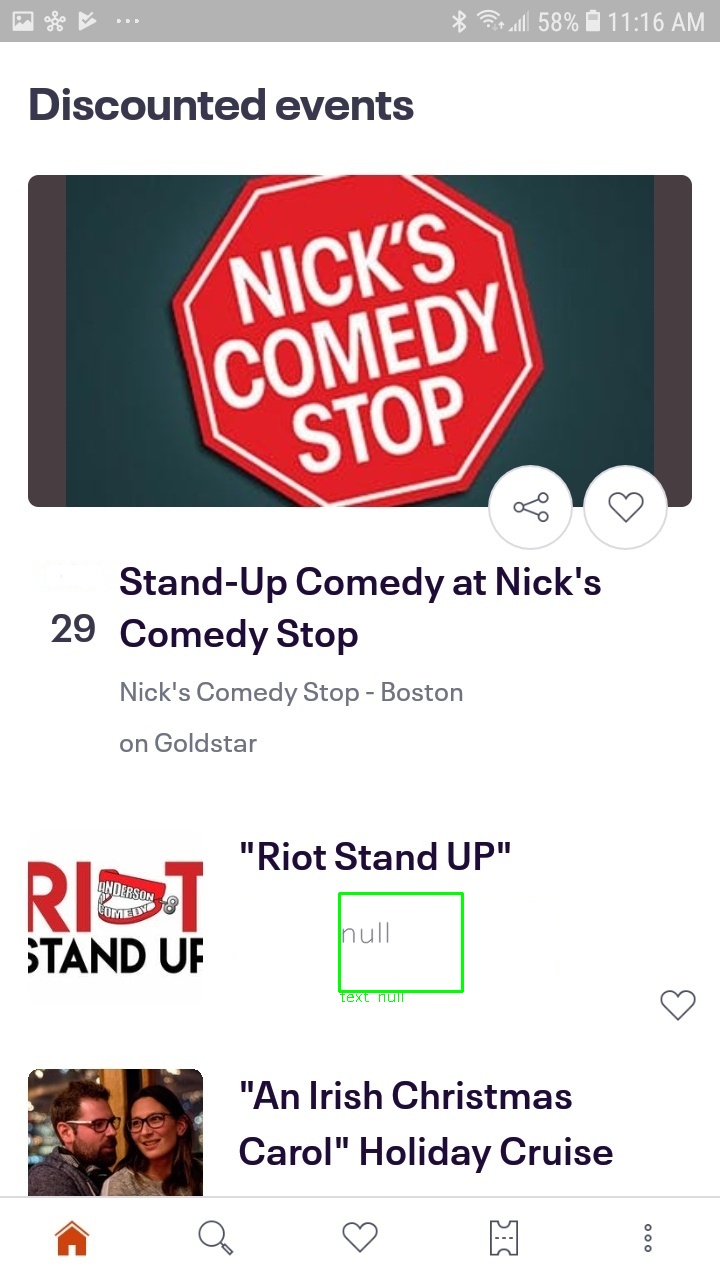 58% 11:16 AM
Discounted events
NICK'S
COMEDY
STOP
Stand-Up Comedy at Nick's
29
Comedy Stop
Nick's Comedy Stop - Boston
on Goldstar
"Riot Stand UP"
RIOT
ANDERSON
COMEDY
STAND UP
null
text null
"An Irish Christmas
Carol" Holiday Cruise